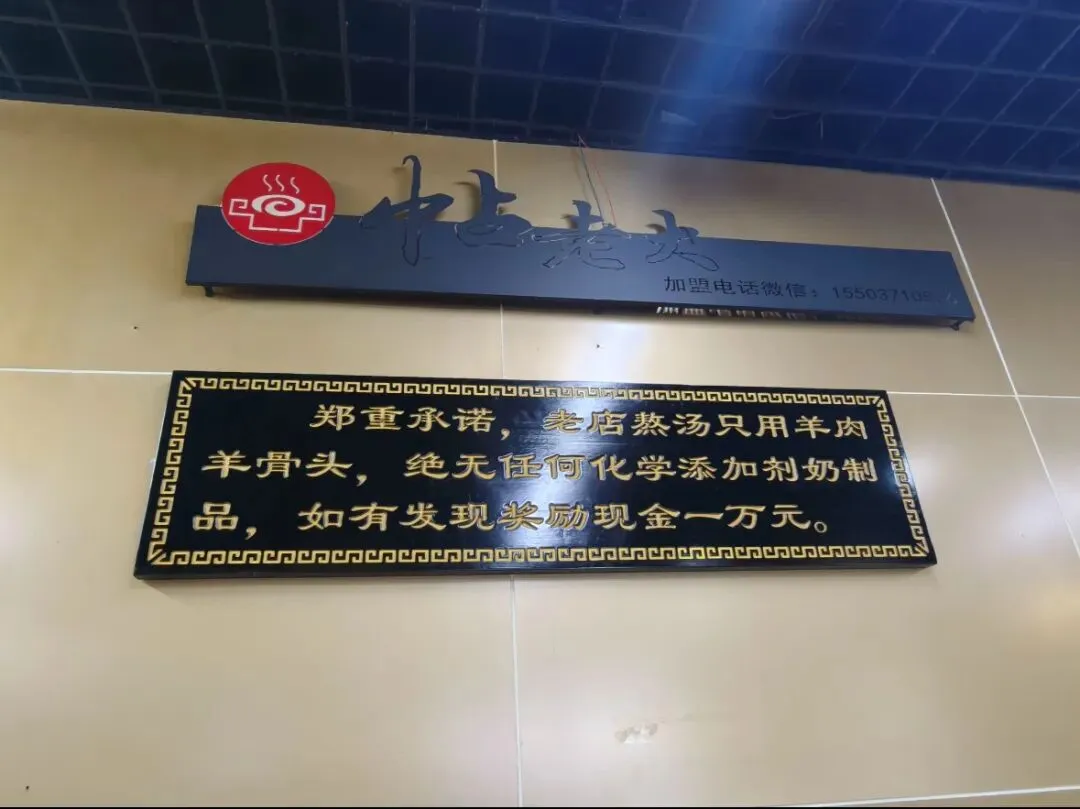 中占老火
加盟电话微信：155037108
郑重承诺，老店熬汤只用羊肉
羊骨头，绝无任何化学添加剂奶制
品，如有发现奖励现金一万元。